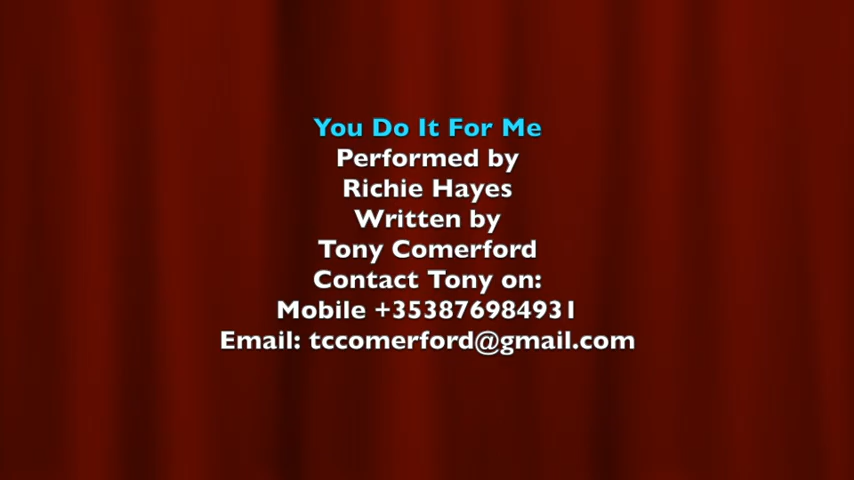 You Do It For Me
Performed by
Richie Hayes
Written by
Tony Comerford
Contact Tony on:
Mobile +353876984931
Email: tccomerford@gmail.com